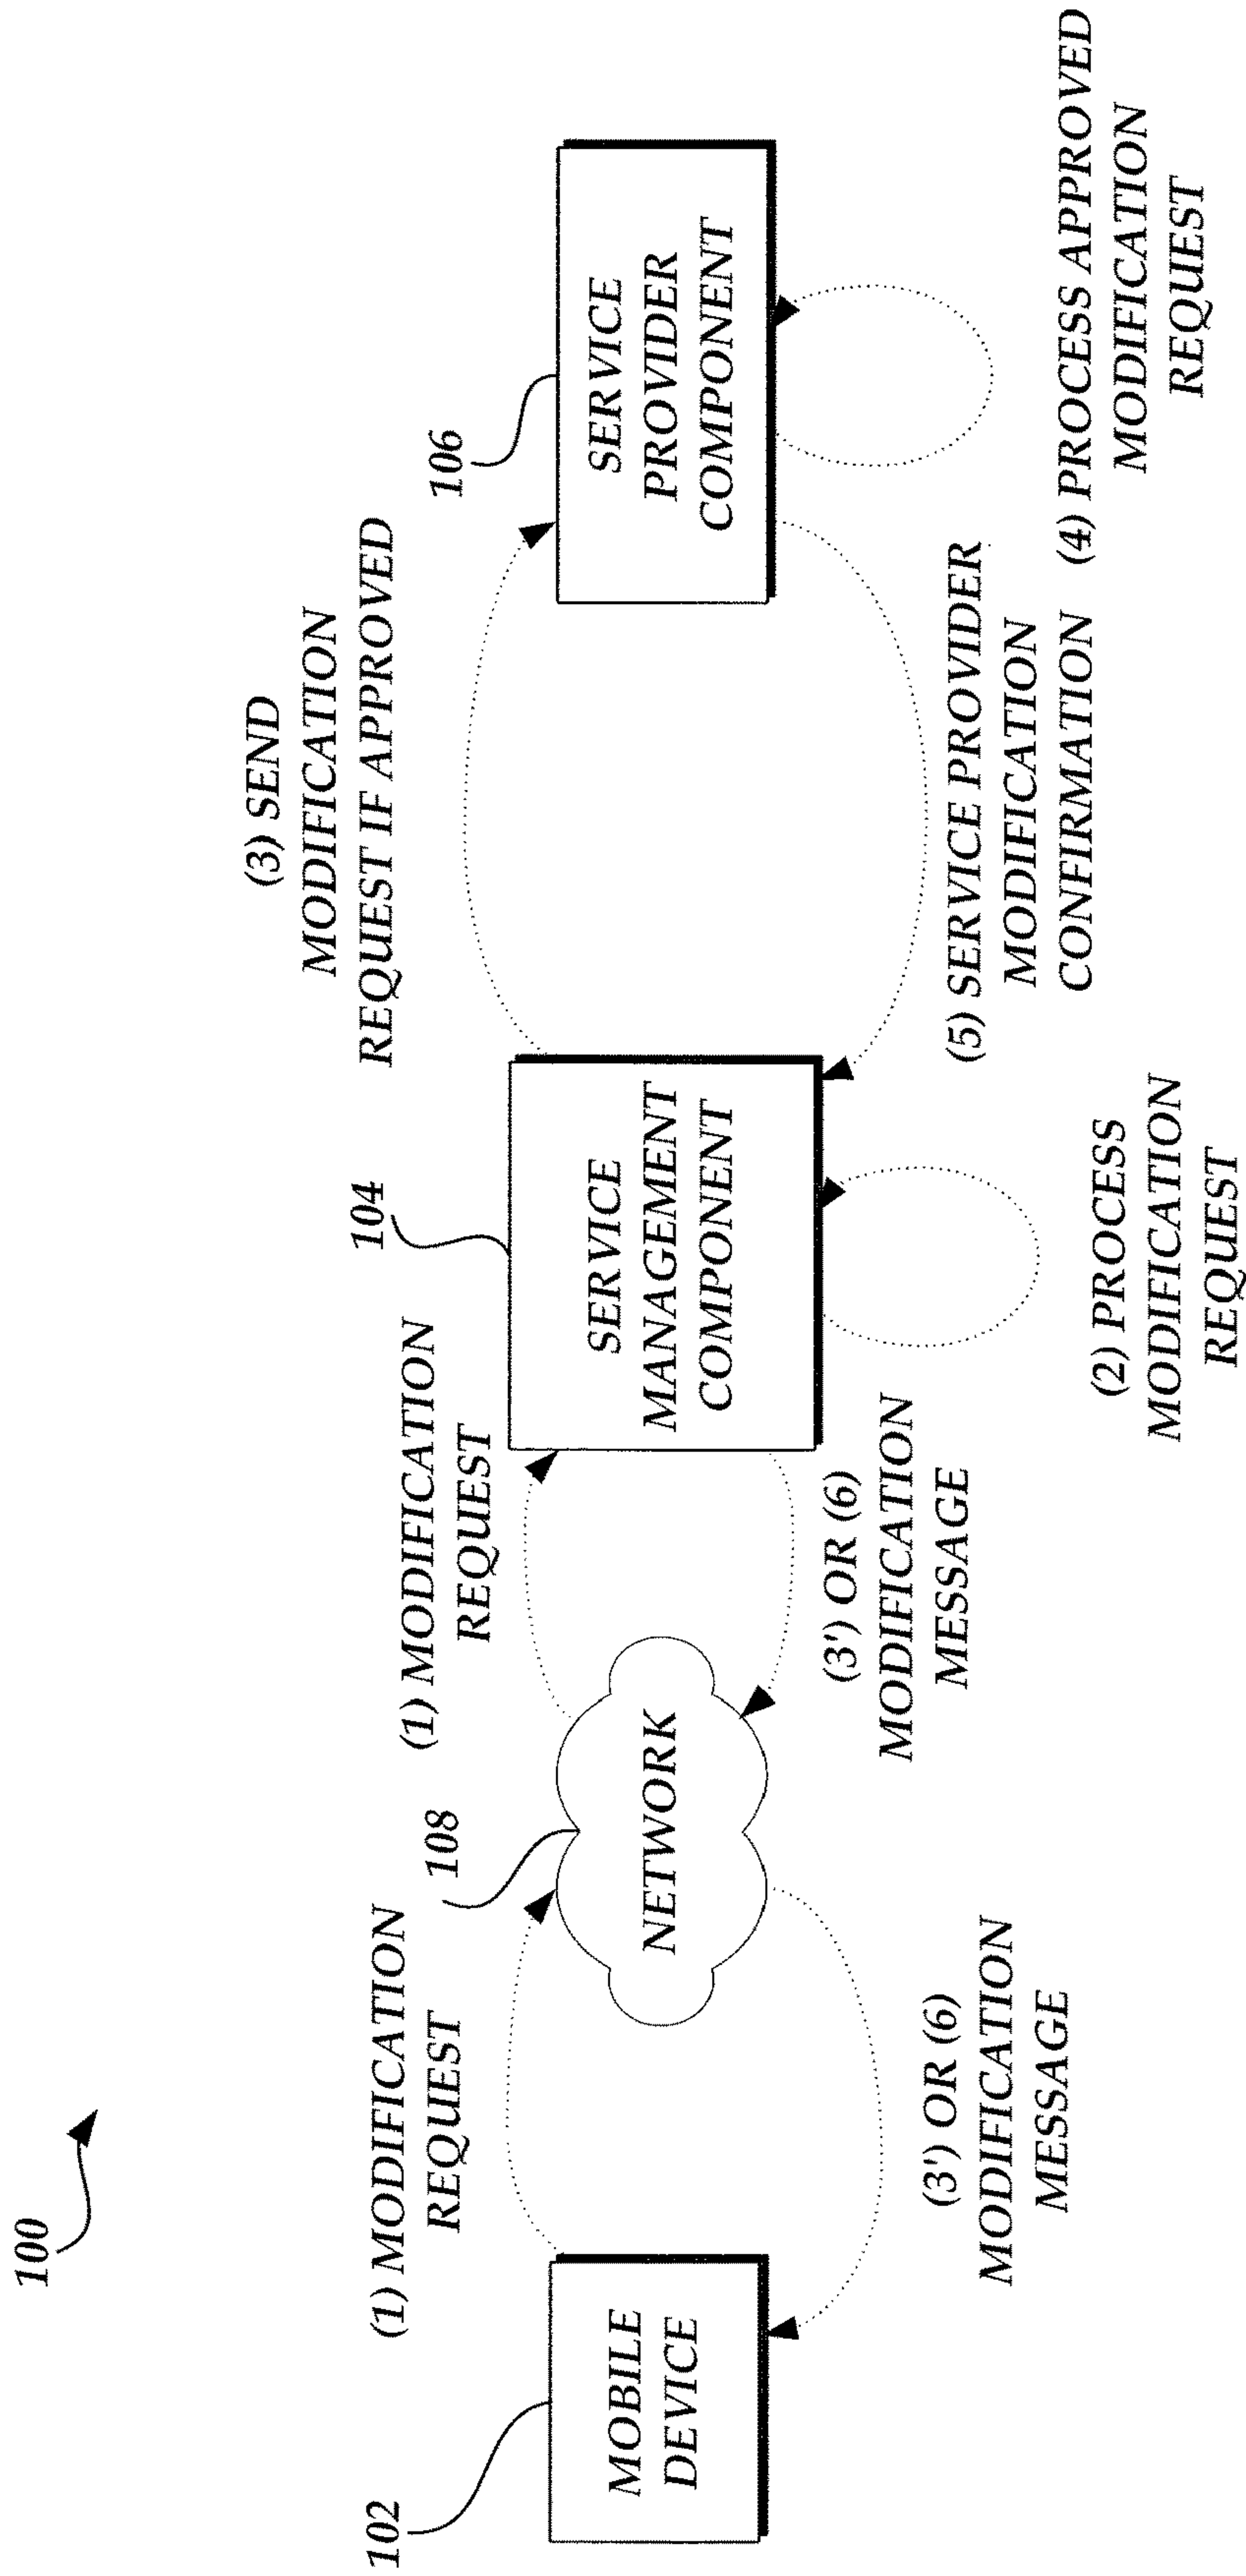 100
102
MOBILE
DEVICE
(1) MODIFICATION
REQUEST
(3') OR (6)
MODIFICATION
MESSAGE
108
NETWORK
(1) MODIFICATION
REQUEST
(3') OR (6)
MODIFICATION
MESSAGE
104
SERVICE
MANAGEMENT
COMPONENT
(2) PROCESS
MODIFICATION
REQUEST
(3) SEND
MODIFICATION
REQUEST IF APPROVED
(5) SERVICE PROVIDER
MODIFICATION
CONFIRMATION
106
SERVICE
PROVIDER
COMPONENT
(4) PROCESS APPROVED
MODIFICATION
REQUEST